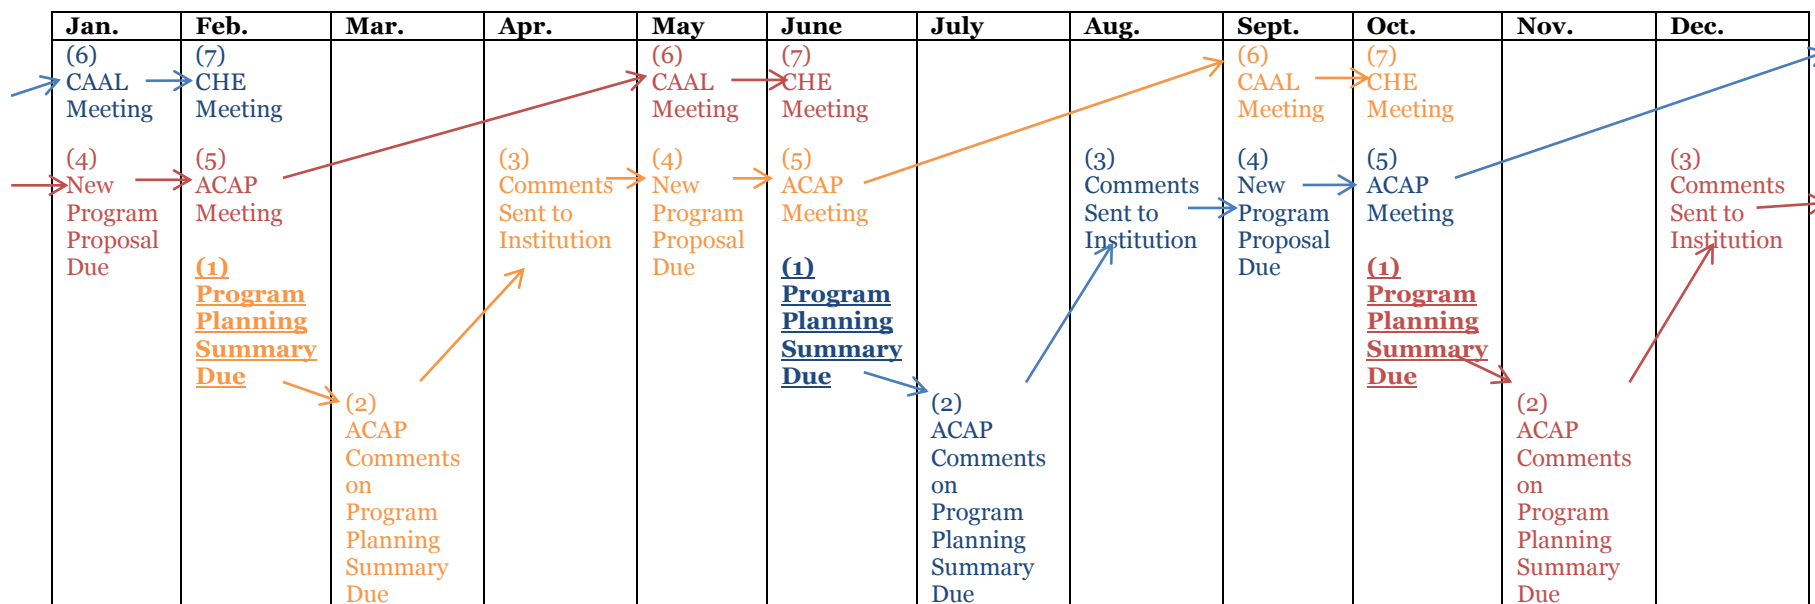 Jan. Feb. Mar. Apr. May June July Aug. Sept. Oct. Nov. Dec.
(6)
CAAL
Meeting
(4)
New
Program
Proposal
Due
(7)
CHE
Meeting
(5)
ACAP
Meeting
(1)
Program
Planning
Summary
Due
(2)
ACAP
Comments
on
Program
Planning
Summary
Due
(3)
Comments
Sent to
Institution
(6)
CAAL
Meeting
(4)
New
Program
Proposal
Due
(7)
CHE
Meeting
(5)
ACAP
Meeting
(1)
Program
Planning
Summary
Due
(2)
ACAP
Comments
on
Program
Planning
Summary
Due
(3)
Comments
Sent to
Institution
(6)
CAAL
Meeting
(4)
New
Program
Proposal
Due
(7)
CHE
Meeting
(5)
ACAP
Meeting
(1)
Program
Planning
Summary
Due
(2)
ACAP
Comments
on
Program
Planning
Summary
Due
(3)
Comments
Sent to
Institution